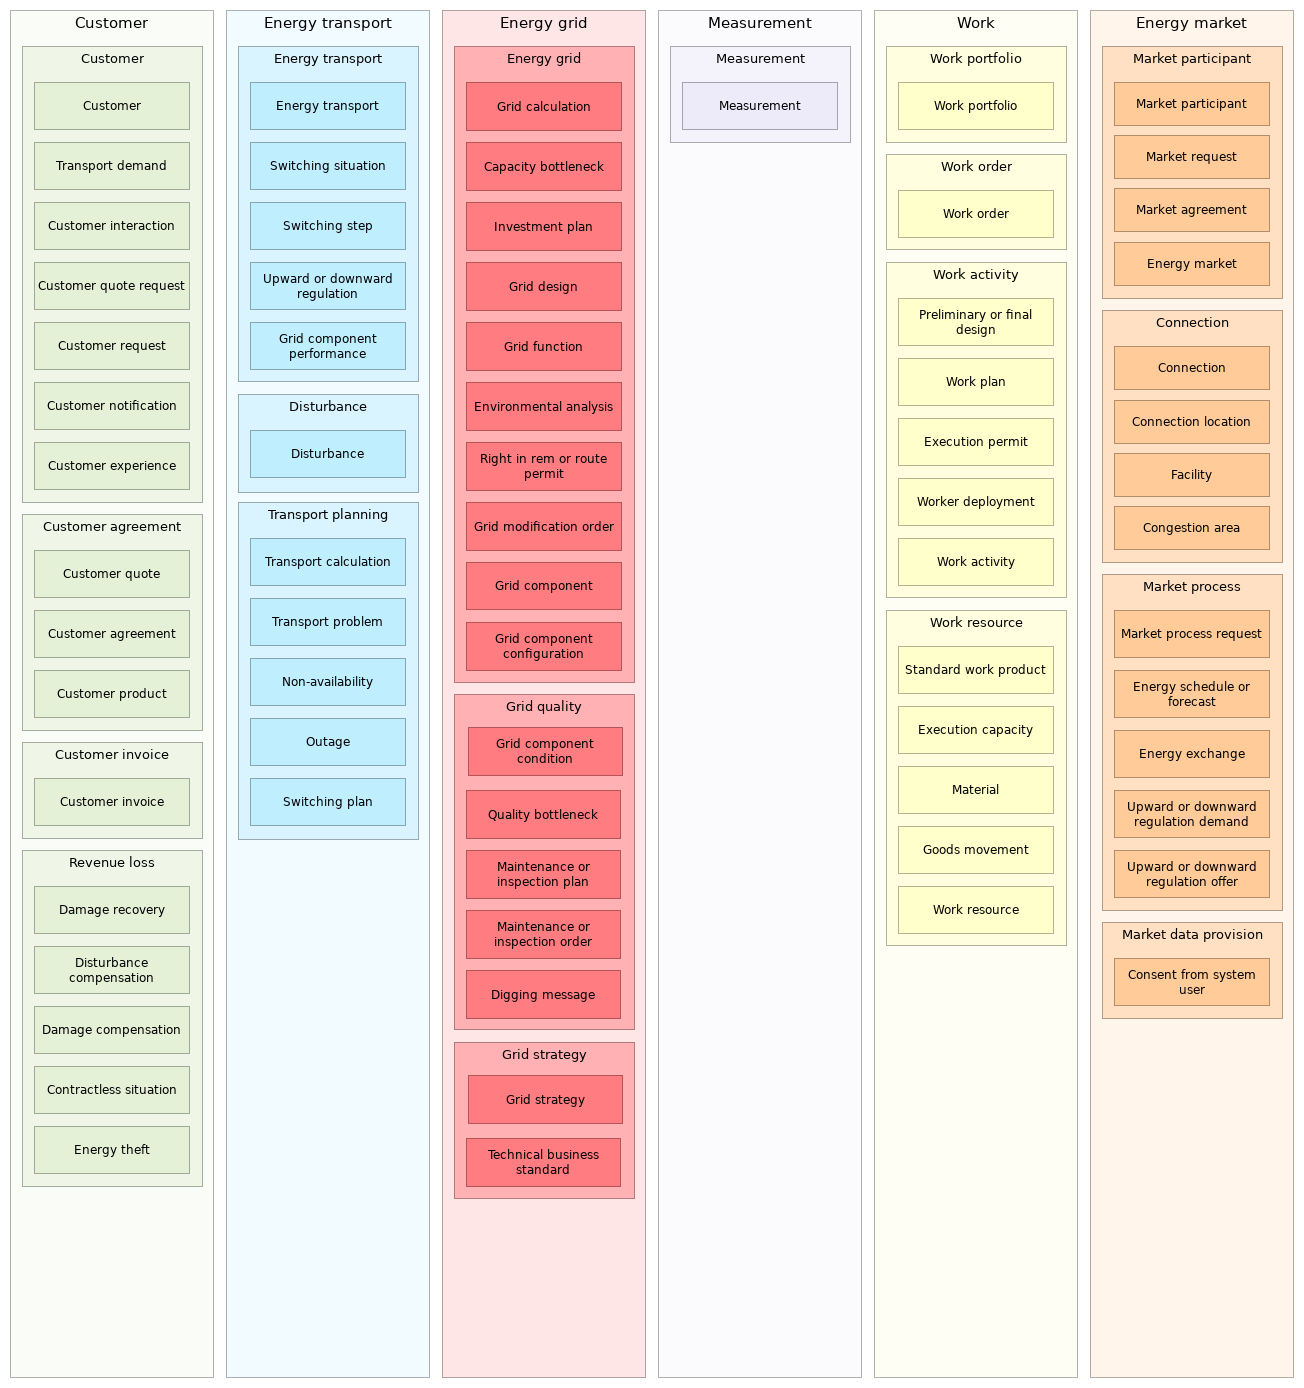 Customer
Customer
Customer
Transport demand
Customer interaction
Customer quote request
Customer request
Customer notification
Customer experience
Customer agreement
Customer quote
Customer agreement
Customer product
Customer invoice
Customer invoice
Revenue loss
Damage recovery
Disturbance
compensation
Damage compensation
Contractless situation
Energy theft
Energy transport
Energy transport
Energy transport
Switching situation
Switching step
Upward or downward
regulation
Grid component
performance
Disturbance
Disturbance
Transport planning
Transport calculation
Transport problem
Non-availability
Outage
Switching plan
Energy grid
Energy grid
Grid calculation
Capacity bottleneck
Investment plan
Grid design
Grid function
Environmental analysis
Right in rem or route
permit
Grid modification order
Grid component
Grid component
configuration
Grid quality
Grid component
condition
Quality bottleneck
Maintenance or
inspection plan
Maintenance or
inspection order
Digging message
Grid strategy
Grid strategy
Technical business
standard
Measurement
Measurement
Measurement
Work
Work portfolio
Work portfolio
Work order
Work order
Work activity
Preliminary or final
design
Work plan
Execution permit
Worker deployment
Work activity
Work resource
Standard work product
Execution capacity
Material
Goods movement
Work resource
Energy market
Market participant
Market participant
Market request
Market agreement
Energy market
Connection
Connection
Connection location
Facility
Congestion area
Market process
Market process request
Energy schedule or
forecast
Energy exchange
Upward or downward
regulation demand
Upward or downward
regulation offer
Market data provision
Consent from system
user